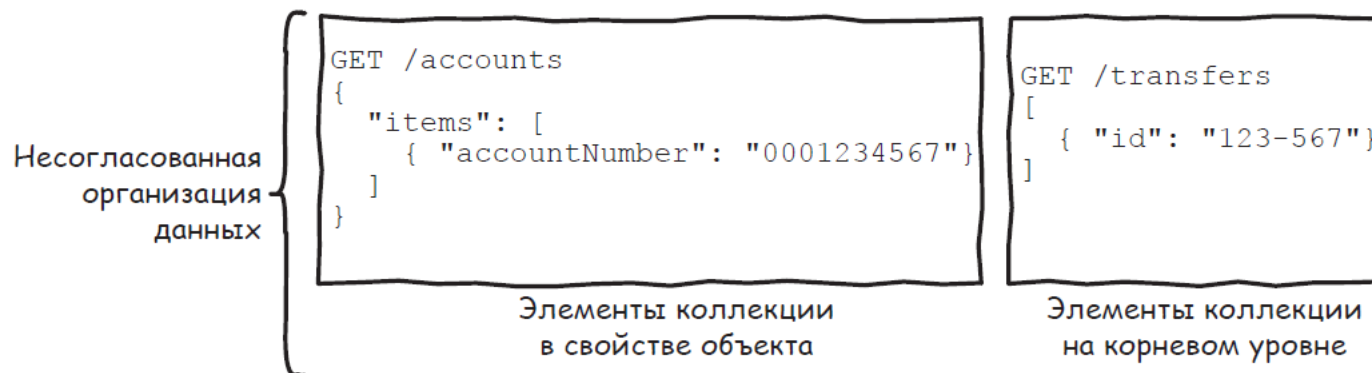 Несогласованная
организация
данных
GET /accounts
{
"items": [
{ "accountNumber": "0001234567"}
]
}
Элементы коллекции
в свойстве объекта
GET /transfers
[
{ "id": "123-567"}
]
Элементы коллекции
на корневом уровне